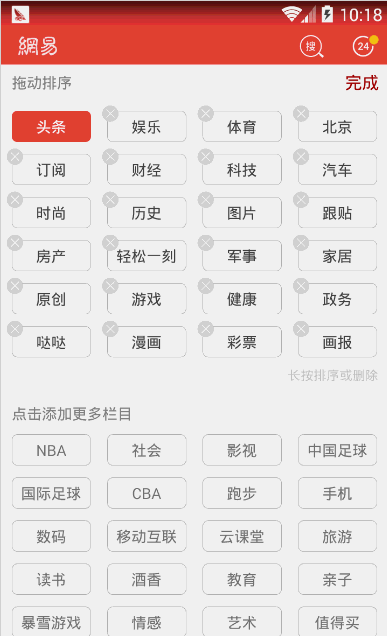 10:18
網易 搜 24
拖动排序 完成
头条 娱乐 体育 北京
订阅 财经 科技 汽车
时尚 历史 图片 跟贴
房产 轻松一刻 军事 家居
原创 游戏 健康 政务
哒哒 漫画 彩票 画报
长按排序或删除
点击添加更多栏目
NBA 社会 影视 中国足球
国际足球 CBA 跑步 手机
数码 移动互联 云课堂 旅游
读书 酒香 教育 亲子
暴雪游戏 情感 艺术 值得买